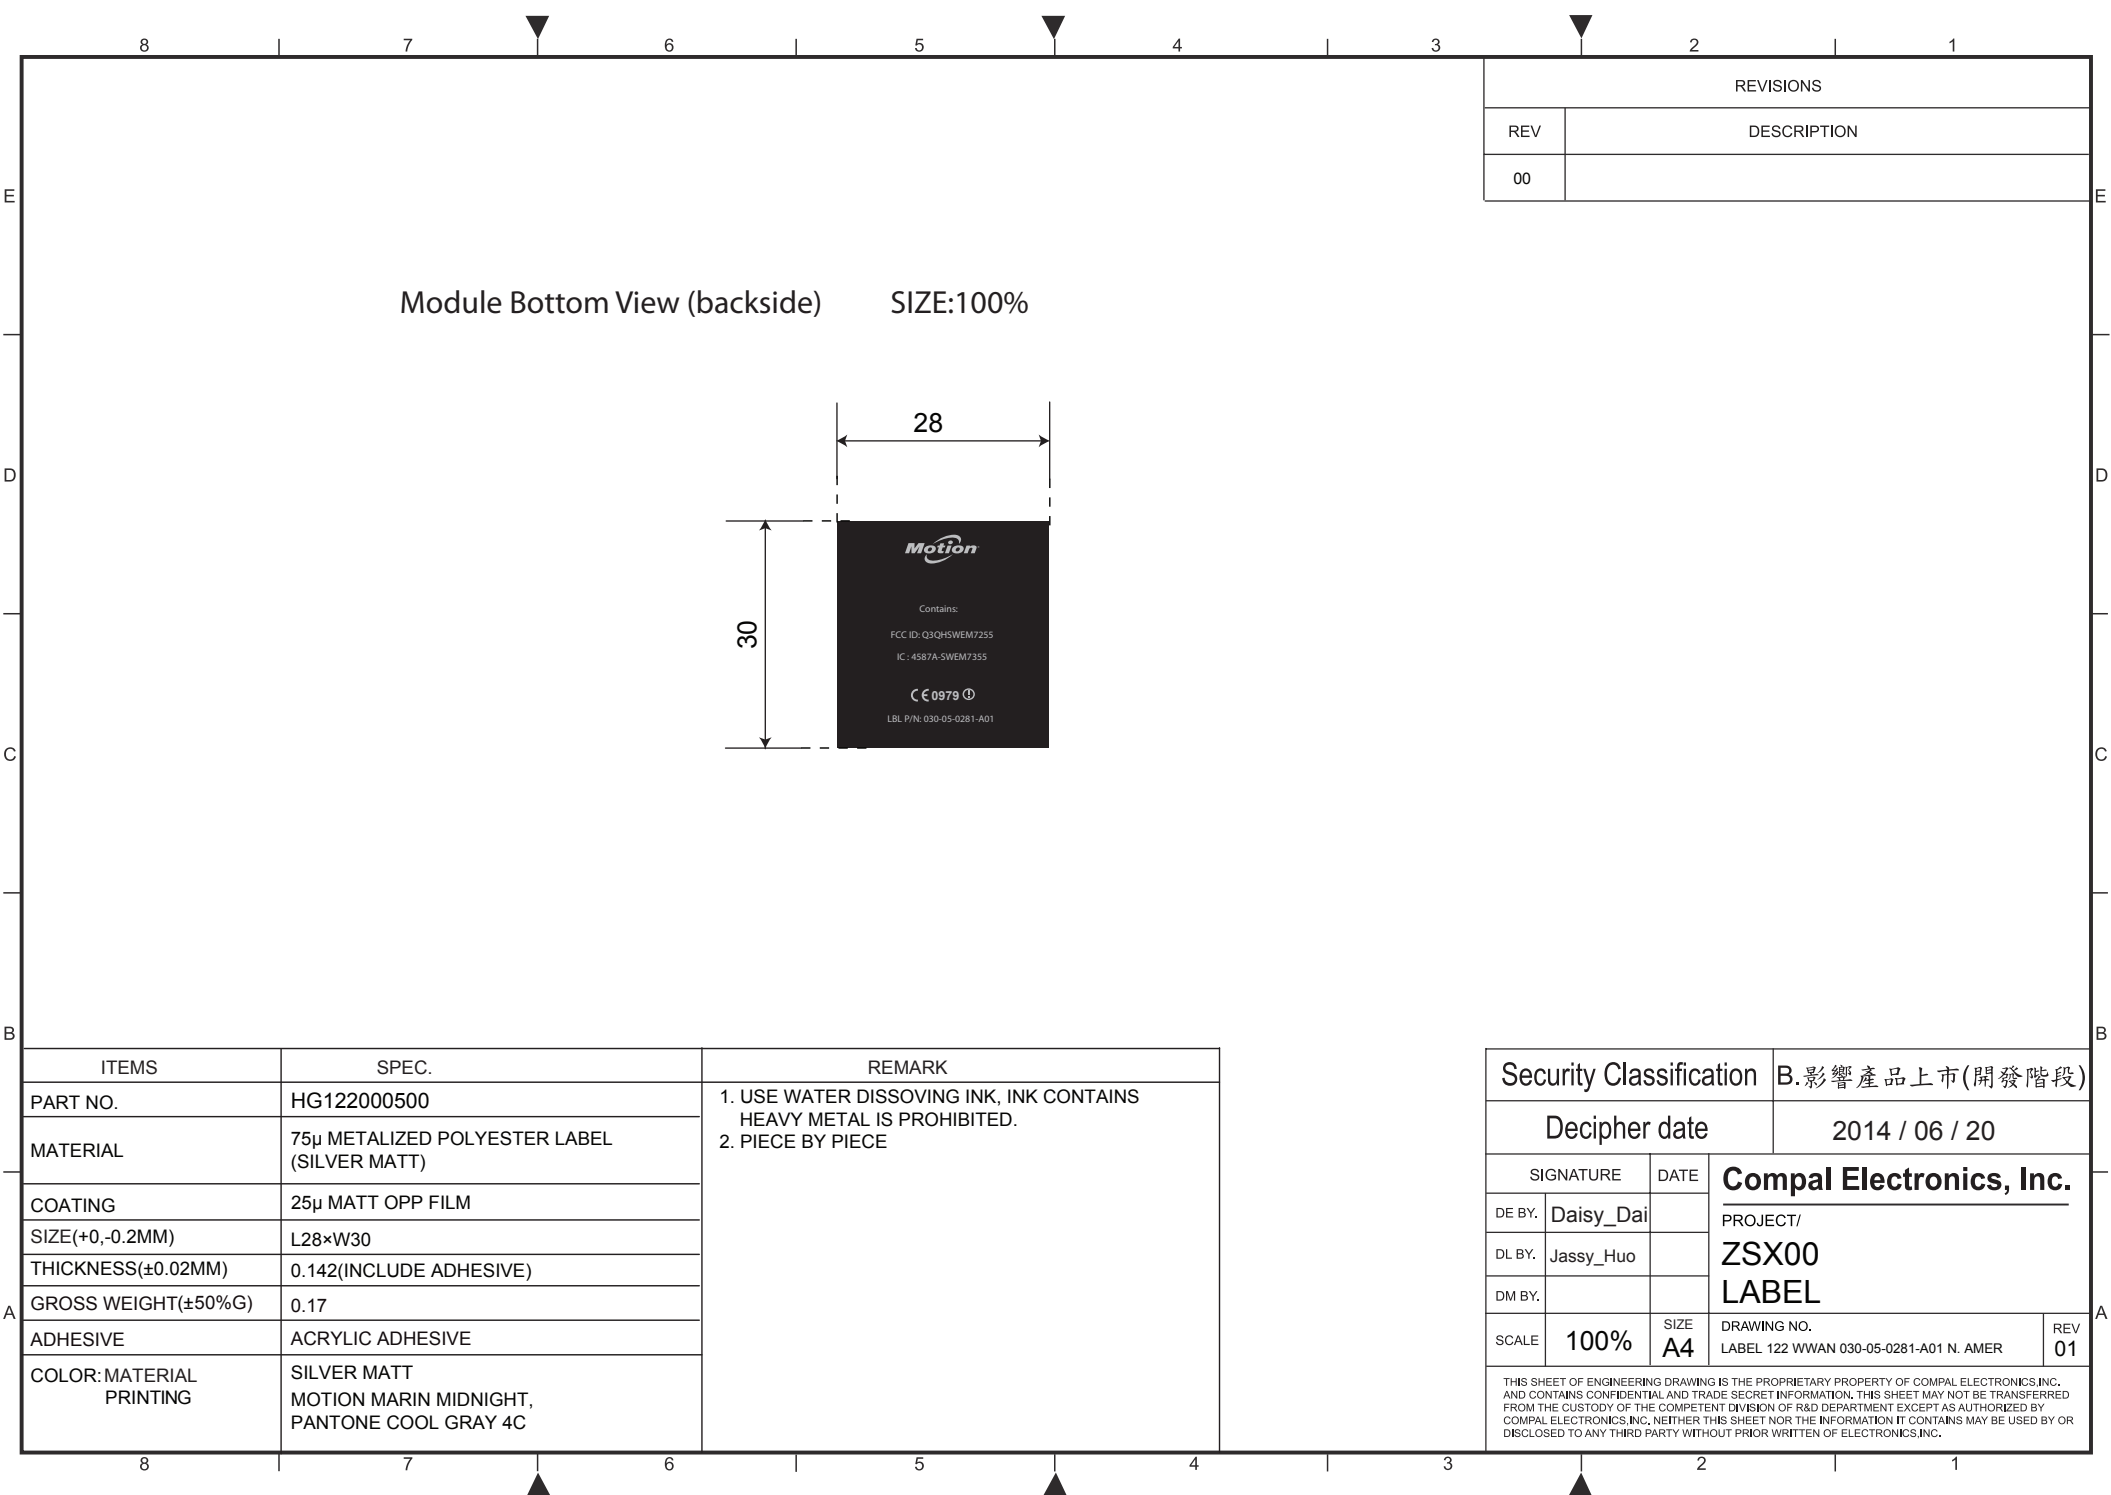 8 7 6 5 4 3 2 1
REVISIONS
REV DESCRIPTION
00
E E
Module Bottom View (backside) SIZE:100%
28
D D
30
Motion
Contains:
FCC ID: Q3QHSWEM7255
IC : 4587A-SWEM7355
CE 0979
LBL P/N: 030-05-0281-A01
C C
B B
ITEMS SPEC. REMARK
PART NO. HG122000500
MATERIAL 75µ METALIZED POLYESTER LABEL
(SILVER MATT)
COATING 25µ MATT OPP FILM
SIZE(+0,-0.2MM) L28×W30
THICKNESS(±0.02MM) 0.142(INCLUDE ADHESIVE)
GROSS WEIGHT(±50%G) 0.17
ADHESIVE ACRYLIC ADHESIVE
COLOR: MATERIAL SILVER MATT
PRINTING MOTION MARIN MIDNIGHT,
PANTONE COOL GRAY 4C
1. USE WATER DISSOVING INK, INK CONTAINS
HEAVY METAL IS PROHIBITED.
2. PIECE BY PIECE
Security Classification B.影響產品上市(開發階段)
Decipher date 2014 / 06 / 20
SIGNATURE DATE Compal Electronics, Inc.
DE BY. Daisy_Dai
DL BY. Jassy_Huo
DM BY.
PROJECT/
ZSX00
LABEL
SCALE 100% SIZE A4
DRAWING NO.
LABEL 122 WWAN 030-05-0281-A01 N. AMER
REV
01
THIS SHEET OF ENGINEERING DRAWING IS THE PROPRIETARY PROPERTY OF COMPAL ELECTRONICS,INC.
AND CONTAINS CONFIDENTIAL AND TRADE SECRET INFORMATION. THIS SHEET MAY NOT BE TRANSFERRED
FROM THE CUSTODY OF THE COMPETENT DIVISION OF R&D DEPARTMENT EXCEPT AS AUTHORIZED BY
COMPAL ELECTRONICS,INC. NEITHER THIS SHEET NOR THE INFORMATION IT CONTAINS MAY BE USED BY OR
DISCLOSED TO ANY THIRD PARTY WITHOUT PRIOR WRITTEN OF ELECTRONICS,INC.
A A
8 7 6 5 4 3 2 1